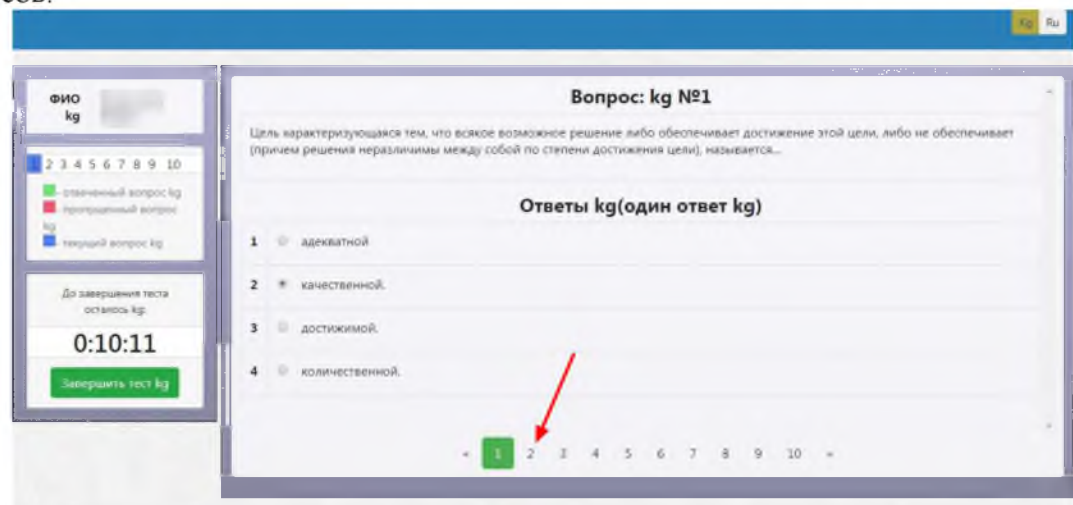 сов.
Kg Ru
ФИО
kg
1 2 3 4 5 6 7 8 9 10
- отвеченный вопрос kg
- пропущенный вопрос
kg
- текущий вопрос kg
До завершения теста
осталось kg:
0:10:11
Завершить тест kg
Вопрос: kg №1
Цель характеризующаяся тем, что всякое возможное решение либо обеспечивает достижение этой цели, либо не обеспечивает
(причем решения неразличимы между собой по степени достижения цели), называется...
Ответы kg(один ответ kg)
1 адекватной
2 качественной.
3 достижимой.
4 количественной.
« 1 2 3 4 5 6 7 8 9 10 »